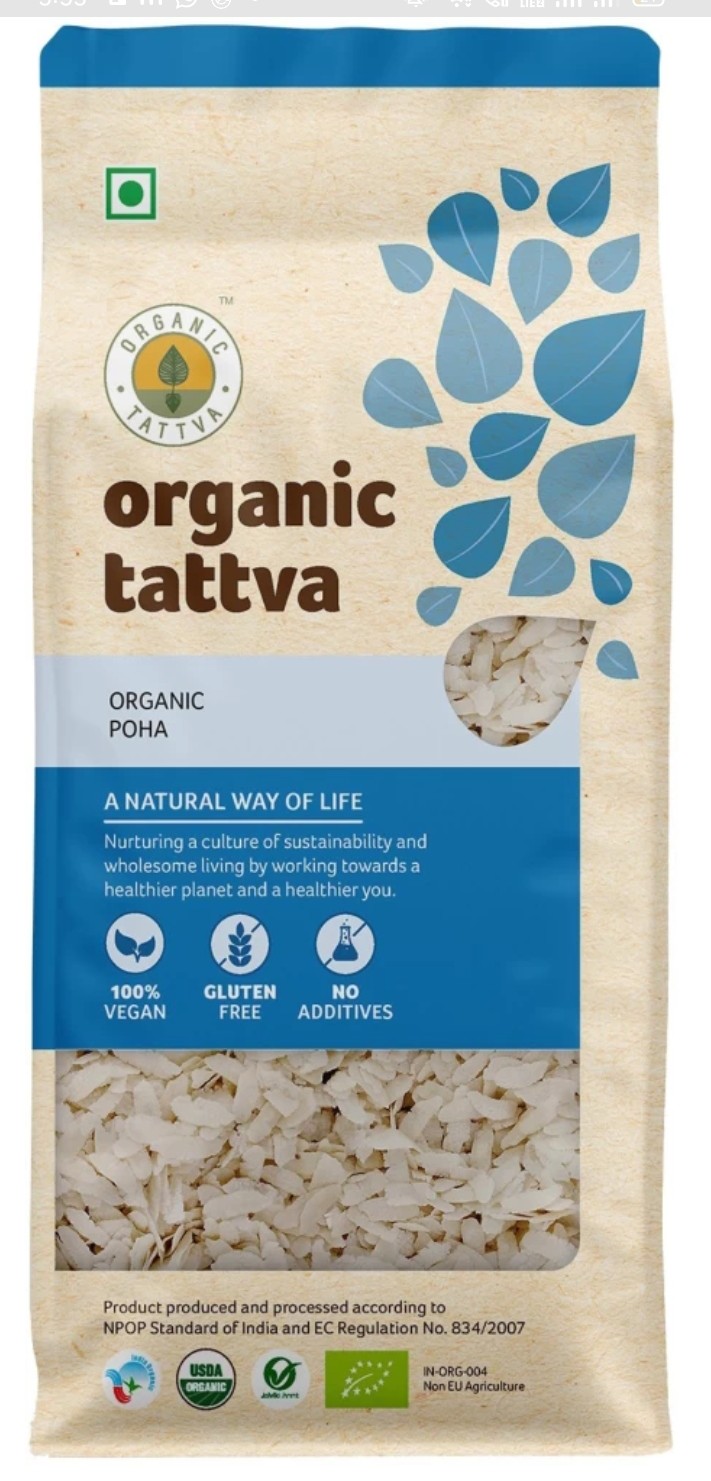 TM
ORGANIC
TATTVA
organic
tattva
ORGANIC
POHA
A NATURAL WAY OF LIFE
Nurturing a culture of sustainability and
wholesome living by working towards a
healthier planet and a healthier you.
100%
VEGAN
GLUTEN
FREE
NO
ADDITIVES
Product produced and processed according to
NPOP Standard of India and EC Regulation No. 834/2007
India Organic
USDA
ORGANIC
IN-ORG-004
Non EU Agriculture